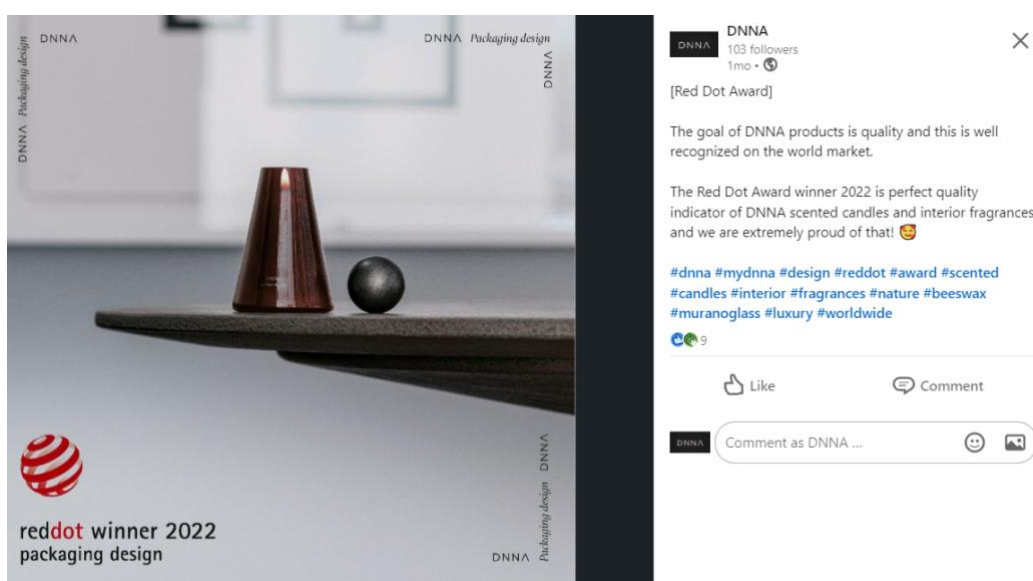 DNNA
DNNA Packaging design
DNNA
DNNA Packaging design
reddot winner 2022
packaging design
DNNA
Packaging design DNNA
DNNA
DNNA
103 followers
1mo •
[Red Dot Award]
The goal of DNNA products is quality and this is well
recognized on the world market.
The Red Dot Award winner 2022 is perfect quality
indicator of DNNA scented candles and interior fragrances
and we are extremely proud of that! 🥰
#dnna #mydnna #design #reddot #award #scented
#candles #interior #fragrances #nature #beeswax
#muranoglass #luxury #worldwide
9
Like
Comment
DNNA
Comment as DNNA ...